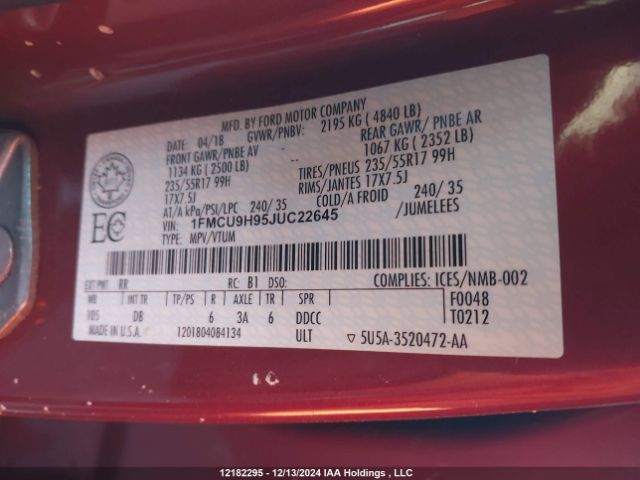 MFD. BY FORD MOTOR COMPANY
DATE: 04/18 GVWR/PNBV: 2195 KG ( 4840 LB)
FRONT GAWR/PNBE AV -- REAR GAWR/ PNBE AR
1134 KG ( 2500 LB) 1067 KG ( 2352 LB)
235/55R17 99H TIRES/PNEUS 235/55R17 99H
17X7.5J RIMS/JANTES 17X7.5J
AT/A kPa/PSI/LPC 240/ 35 COLD/A FROID 240/ 35
VIN: 1FMCU9H95JUC22645 /JUMELEES
TYPE: MPV/VTUM
EC
EXT PNT: RR RC: B1 DSO: COMPLIES: ICES/NMB-002
WB INT TR TP/PS R AXLE TR SPR F0048
105 DB 6 3A 6 DDCC T0212
MADE IN U.S.A. 1201804084134 ULT ▽ 5U5A-3520472-AA
12182295 - 12/13/2024 IAA Holdings , LLC